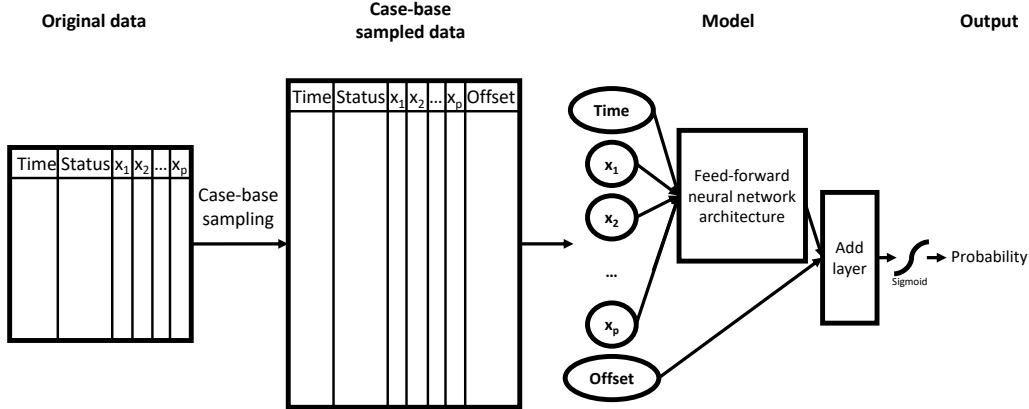 Original data
Case-base
sampled data
Model
Output
Time Status x1 x2 ... xp
Case-base
sampling
Time Status x1 x2 ... xp Offset
Time
x1
x2
...
xp
Offset
Feed-forward
neural network
architecture
Add
layer
Sigmoid
Probability